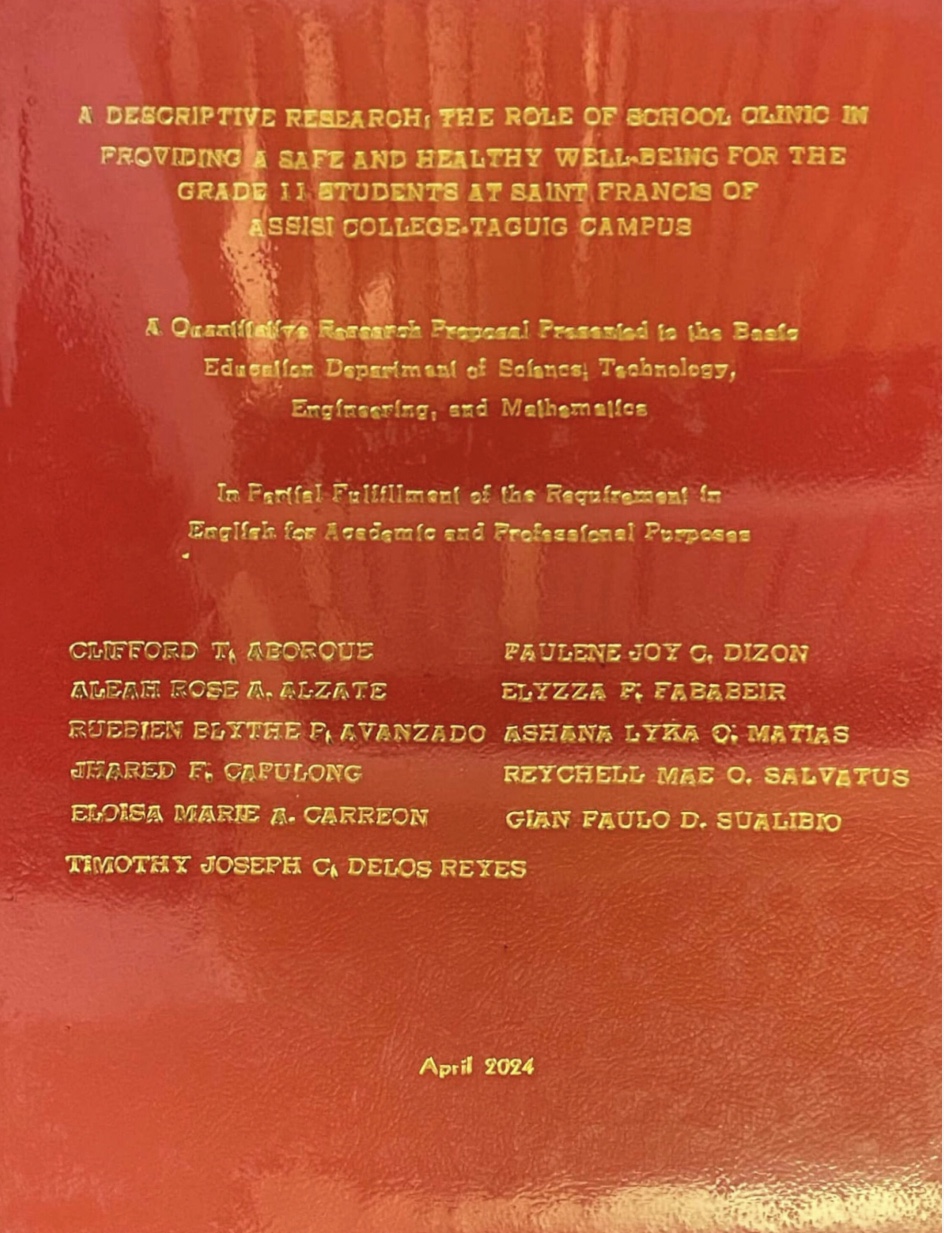 A DESCRIPTIVE RESEARCH: THE ROLE OF SCHOOL CLINIC IN
PROVIDING A SAFE AND HEALTHY WELL-BEING FOR THE
GRADE 11 STUDENTS AT SAINT FRANCIS OF
ASSISI COLLEGE-TAGUIG CAMPUS
A Quantitative Research Proposal Presented to the Basic
Education Department of Science, Technology,
Engineering, and Mathematics
In Partial Fulfillment of the Requirement in
English for Academic and Professional Purposes
CLIFFORD T. ABORQUE
ALEAH ROSE A. ALZATE
RUEBIEN BLYTHE P. AVANZADO
JHARED F. CAPULONG
ELOISA MARIE A. CARREON
TIMOTHY JOSEPH C. DELOS REYES
PAULENE JOY C. DIZON
ELYZZA P. FABABEIR
ASHANA LYKA O. MATIAS
REYCHELL MAE O. SALVATUS
GIAN PAULO D. SUALIBIO
April 2024